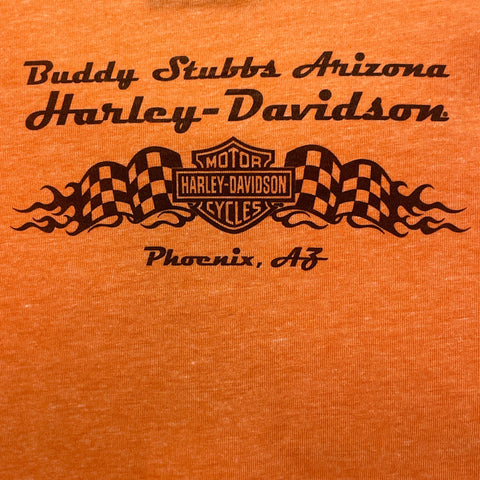 Buddy Stubbs Arizona
Harley-Davidson
MOTOR
HARLEY-DAVIDSON
CYCLES
Phoenix, AZ